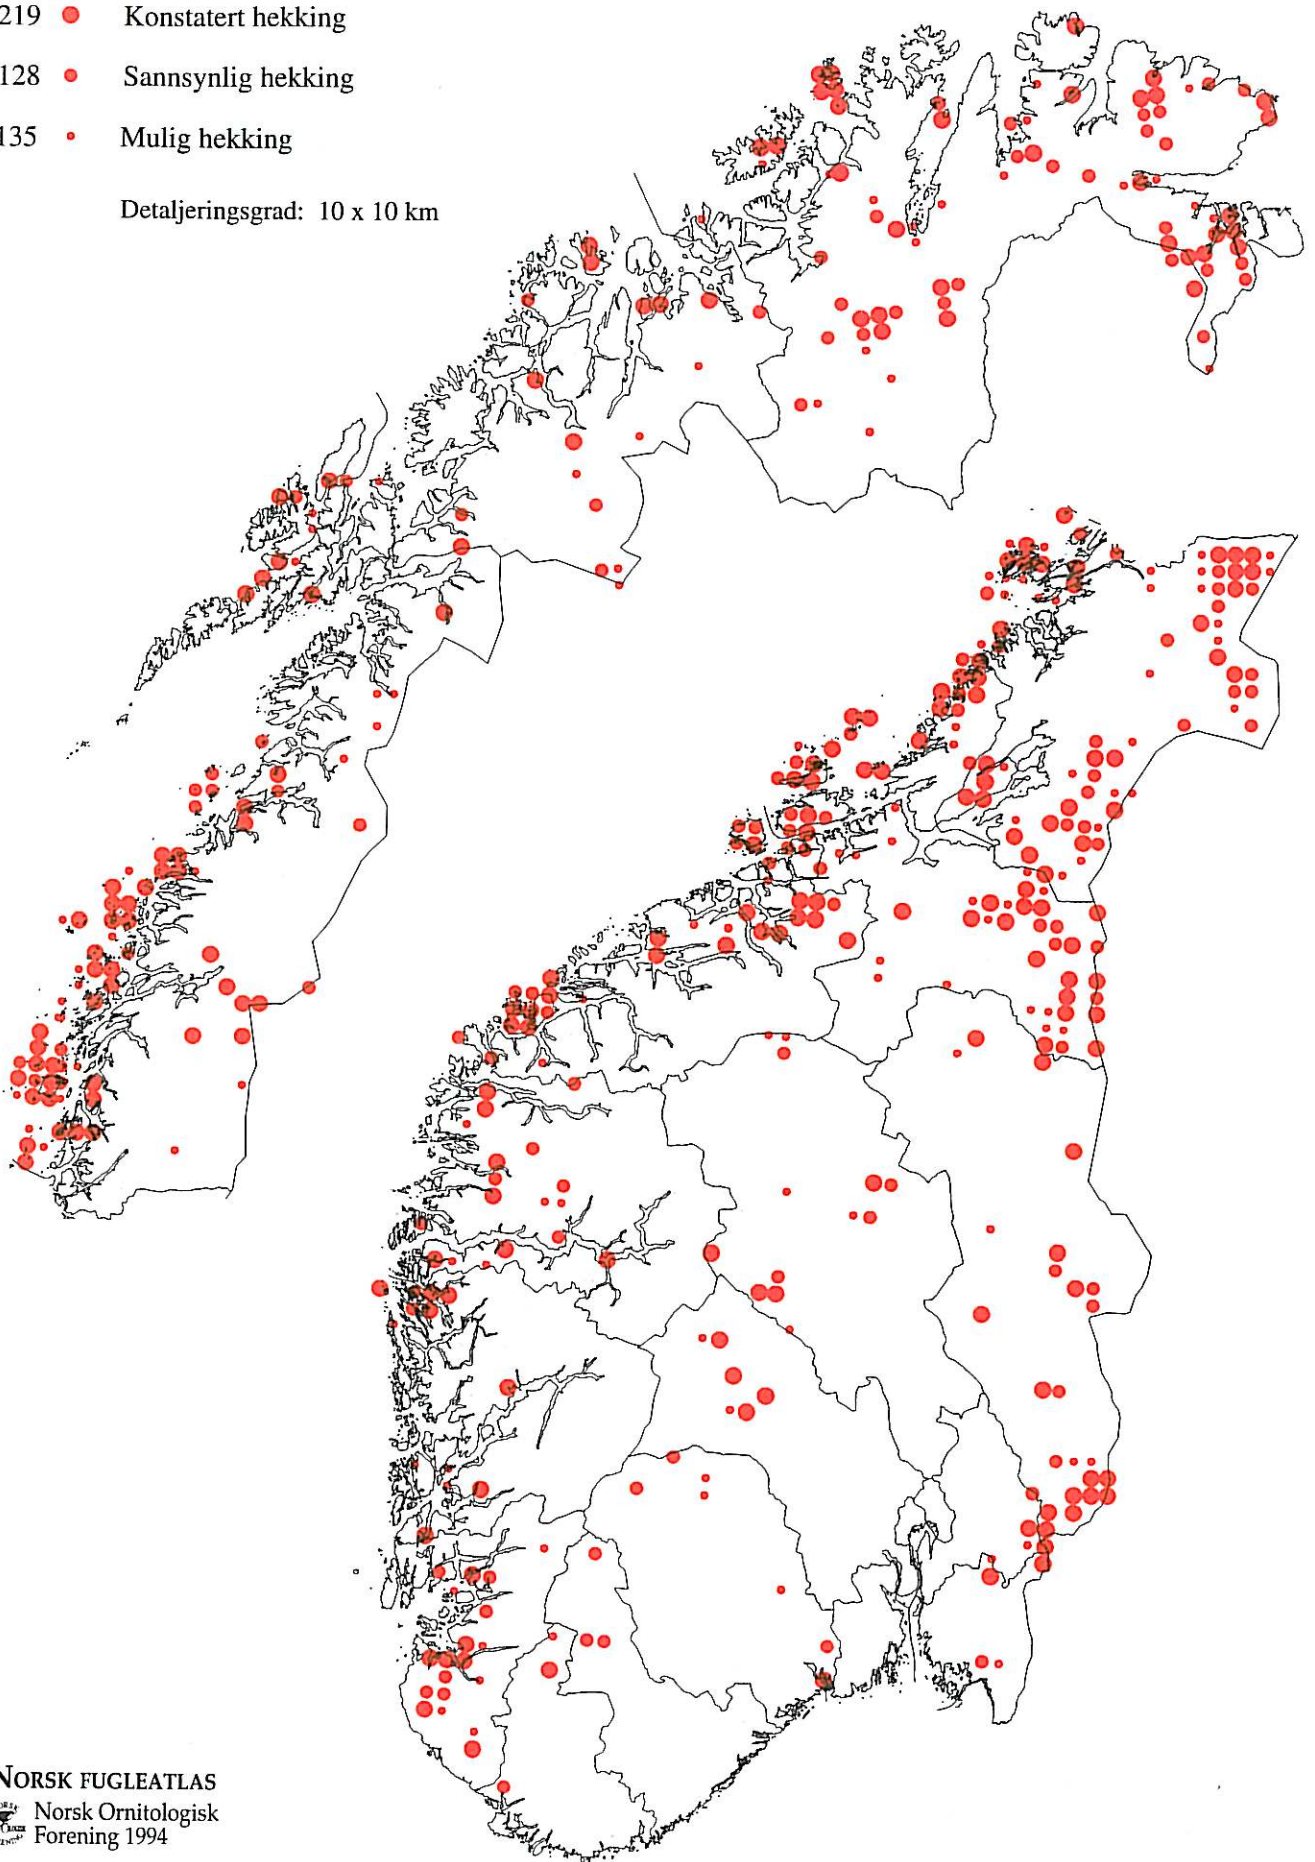 219 Konstatert hekking
128 Sannsynlig hekking
135 Mulig hekking
Detaljeringsgrad: 10 x 10 km
NORSK FUGLEATLAS
Norsk Ornitologisk
Forening 1994